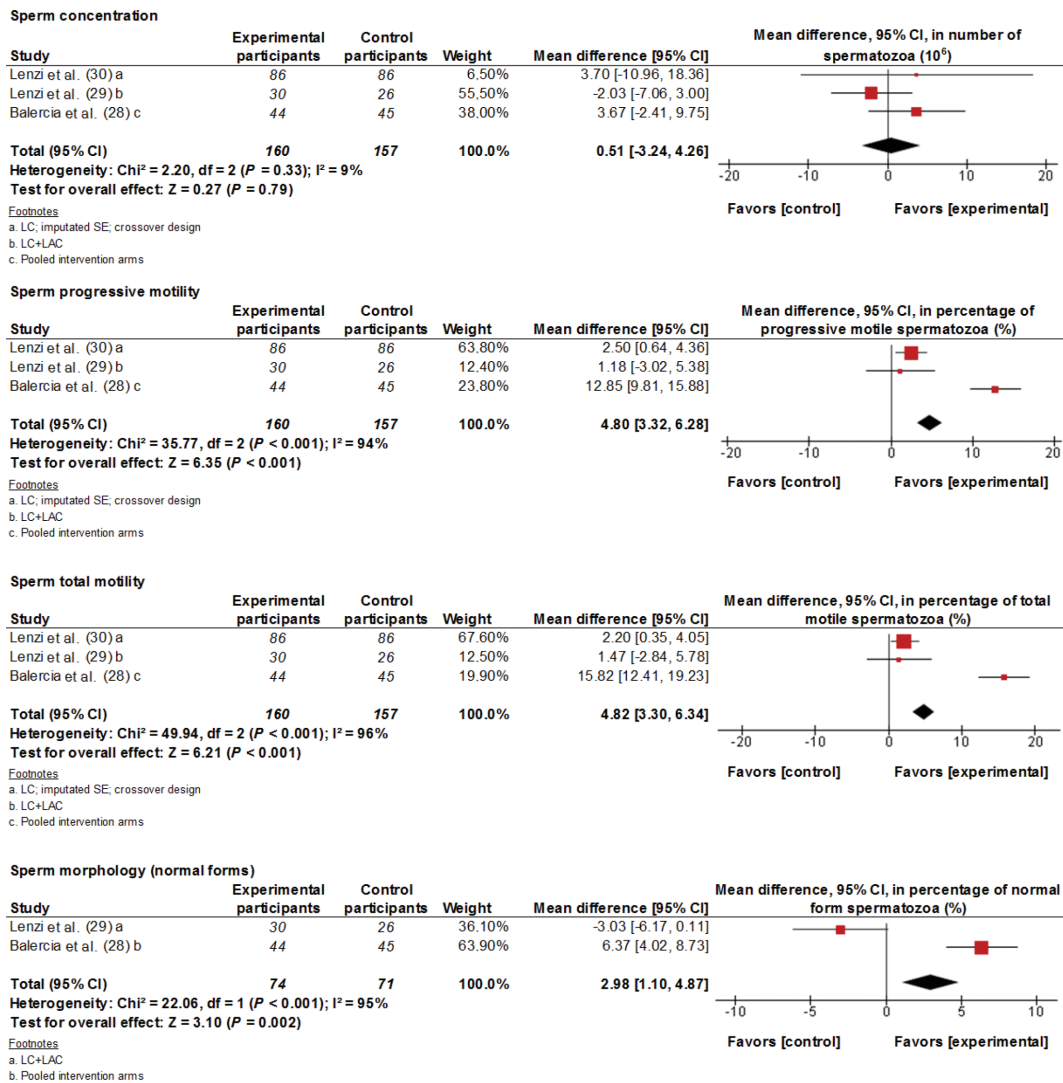 Sperm concentration
Experimental participants Control participants Mean difference, 95% CI, in number of spermatozoa (10⁶)
Study Weight Mean difference [95% CI]
Lenzi et al. (30) a 86 86 6.50% 3.70 [-10.96, 18.36]
Lenzi et al. (29) b 30 26 55,50% -2.03 [-7.06, 3.00]
Balercia et al. (28) c 44 45 38.00% 3.67 [-2.41, 9.75]
Total (95% CI) 160 157 100.0% 0.51 [-3.24, 4.26]
Heterogeneity: Chi² = 2.20, df = 2 (P = 0.33); I² = 9%
Test for overall effect: Z = 0.27 (P = 0.79)
-20 -10 0 10 20
Favors [control] Favors [experimental]
Footnotes
a. LC; imputated SE; crossover design
b. LC+LAC
c. Pooled intervention arms
Sperm progressive motility
Experimental participants Control participants Mean difference, 95% CI, in percentage of progressive motile spermatozoa (%)
Study Weight Mean difference [95% CI]
Lenzi et al. (30) a 86 86 63.80% 2.50 [0.64, 4.36]
Lenzi et al. (29) b 30 26 12.40% 1.18 [-3.02, 5.38]
Balercia et al. (28) c 44 45 23.80% 12.85 [9.81, 15.88]
Total (95% CI) 160 157 100.0% 4.80 [3.32, 6.28]
Heterogeneity: Chi² = 35.77, df = 2 (P < 0.001); I² = 94%
Test for overall effect: Z = 6.35 (P < 0.001)
-20 -10 0 10 20
Favors [control] Favors [experimental]
Footnotes
a. LC; imputated SE; crossover design
b. LC+LAC
c. Pooled intervention arms
Sperm total motility
Experimental participants Control participants Mean difference, 95% CI, in percentage of total motile spermatozoa (%)
Study Weight Mean difference [95% CI]
Lenzi et al. (30) a 86 86 67.60% 2.20 [0.35, 4.05]
Lenzi et al. (29) b 30 26 12.50% 1.47 [-2.84, 5.78]
Balercia et al. (28) c 44 45 19.90% 15.82 [12.41, 19.23]
Total (95% CI) 160 157 100.0% 4.82 [3.30, 6.34]
Heterogeneity: Chi² = 49.94, df = 2 (P < 0.001); I² = 96%
Test for overall effect: Z = 6.21 (P < 0.001)
-20 -10 0 10 20
Favors [control] Favors [experimental]
Footnotes
a. LC; imputated SE; crossover design
b. LC+LAC
c. Pooled intervention arms
Sperm morphology (normal forms)
Experimental participants Control participants Mean difference, 95% CI, in percentage of normal form spermatozoa (%)
Study Weight Mean difference [95% CI]
Lenzi et al. (29) a 30 26 36.10% -3.03 [-6.17, 0.11]
Balercia et al. (28) b 44 45 63.90% 6.37 [4.02, 8.73]
Total (95% CI) 74 71 100.0% 2.98 [1.10, 4.87]
Heterogeneity: Chi² = 22.06, df = 1 (P < 0.001); I² = 95%
Test for overall effect: Z = 3.10 (P = 0.002)
-10 -5 0 5 10
Favors [control] Favors [experimental]
Footnotes
a. LC+LAC
b. Pooled intervention arms